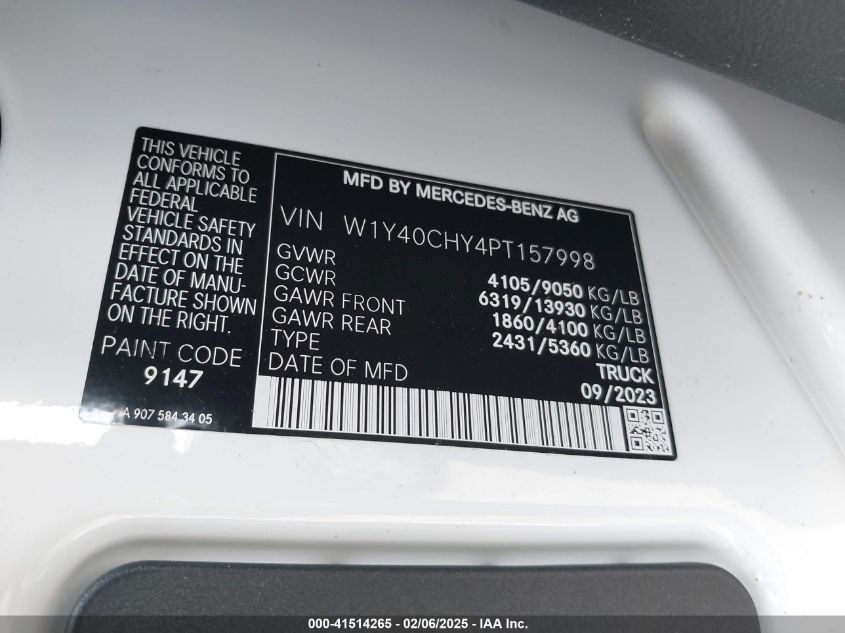 THIS VEHICLE
CONFORMS TO
ALL APPLICABLE
FEDERAL
VEHICLE SAFETY
STANDARDS IN
EFFECT ON THE
DATE OF MANU-
FACTURE SHOWN
ON THE RIGHT.
PAINT CODE
9147
A 907 584 34 05
MFD BY MERCEDES-BENZ AG
VIN W1Y40CHY4PT157998
GVWR 4105/9050 KG/LB
GCWR 6319/13930 KG/LB
GAWR FRONT 1860/4100 KG/LB
GAWR REAR 2431/5360 KG/LB
TYPE TRUCK
DATE OF MFD 09/2023
000-41514265 - 02/06/2025 - IAA Inc.